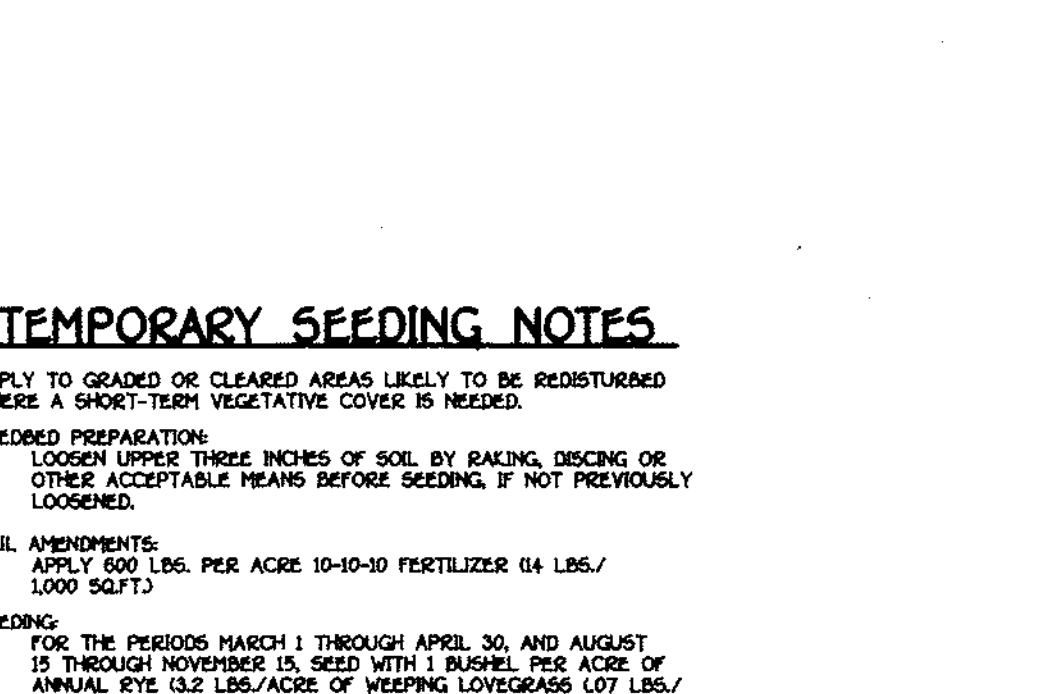 TEMPORARY SEEDING NOTES
PLY TO GRADED OR CLEARED AREAS LIKELY TO BE REDISTURBED
ERE A SHORT-TERM VEGETATIVE COVER IS NEEDED.
EDBED PREPARATION:
LOOSEN UPPER THREE INCHES OF SOIL BY RAKING, DISCING OR
OTHER ACCEPTABLE MEANS BEFORE SEEDING, IF NOT PREVIOUSLY
LOOSENED.
IL AMENDMENTS:
APPLY 600 LBS. PER ACRE 10-10-10 FERTILIZER (14 LBS./
1,000 SQ.FT.)
EDING:
FOR THE PERIODS MARCH 1 THROUGH APRIL 30, AND AUGUST
15 THROUGH NOVEMBER 15, SEED WITH 1 BUSHEL PER ACRE OF
ANNUAL RYE (3.2 LBS./ACRE OF WEEPING LOVEGRASS (.07 LBS./